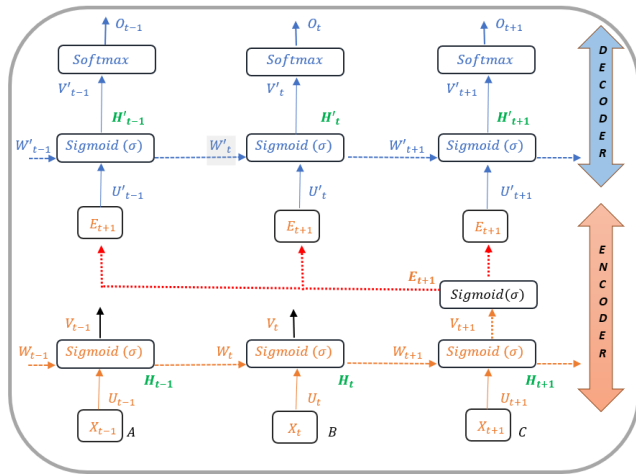 O_{t-1} O_t O_{t+1}
Softmax Softmax Softmax
V'_{t-1} V'_t V'_{t+1}
H'_{t-1} H'_t H'_{t+1}
W'_{t-1} Sigmoid (σ) W'_t Sigmoid (σ) W'_{t+1} Sigmoid (σ)
U'_{t-1} U'_t U'_{t+1}
E_{t+1} E_{t+1} E_{t+1}
E_{t+1}
Sigmoid(σ)
V_{t-1} V_t V_{t+1}
W_{t-1} Sigmoid (σ) W_t Sigmoid (σ) W_{t+1} Sigmoid (σ)
H_{t-1} H_t H_{t+1}
U_{t-1} U_t U_{t+1}
X_{t-1} A X_t B X_{t+1} C
DECODER
ENCODER